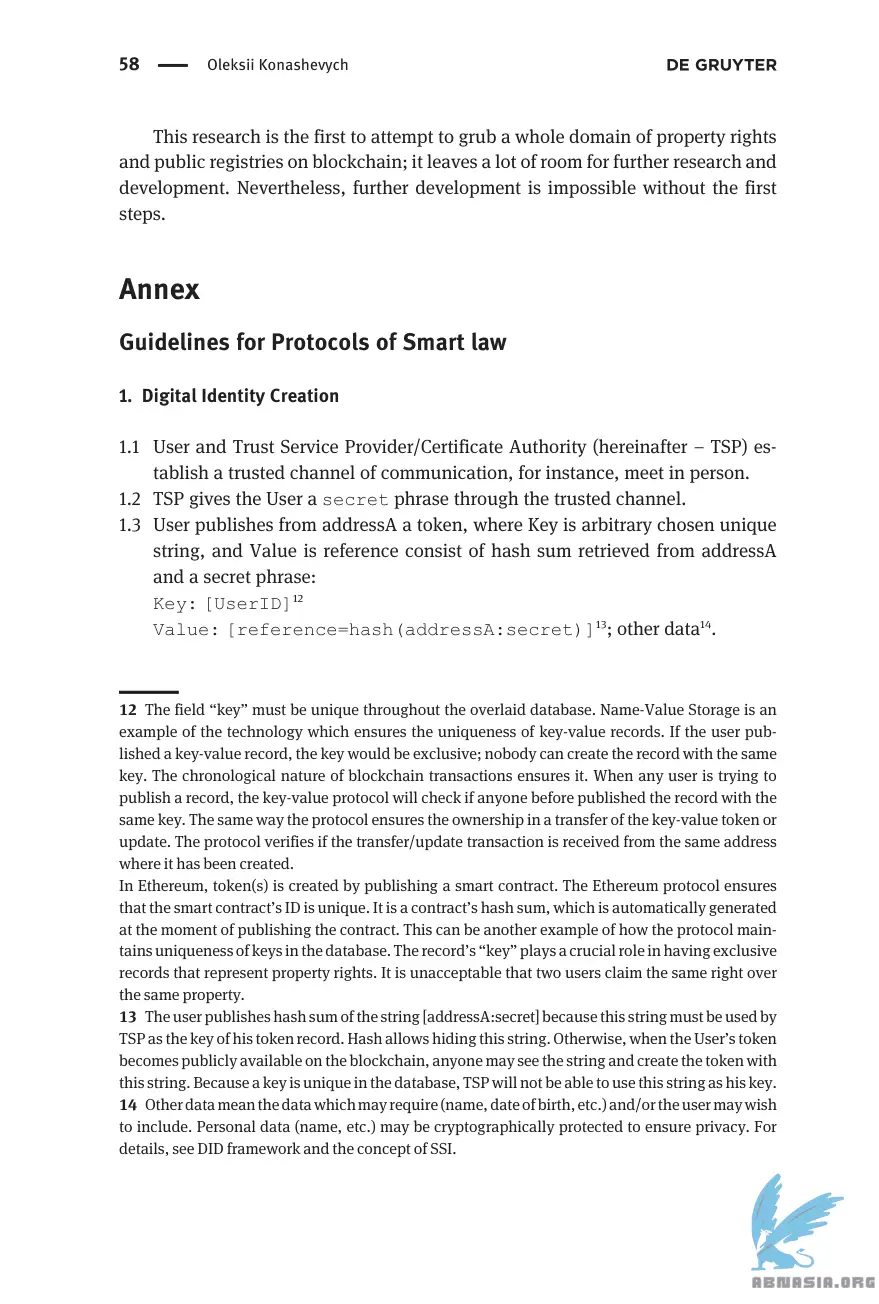 58 — Oleksii Konashevych DE GRUYTER
This research is the first to attempt to grub a whole domain of property rights
and public registries on blockchain; it leaves a lot of room for further research and
development. Nevertheless, further development is impossible without the first
steps.
Annex
Guidelines for Protocols of Smart law
1. Digital Identity Creation
1.1 User and Trust Service Provider/Certificate Authority (hereinafter – TSP) es-
tablish a trusted channel of communication, for instance, meet in person.
1.2 TSP gives the User a secret phrase through the trusted channel.
1.3 User publishes from addressA a token, where Key is arbitrary chosen unique
string, and Value is reference consist of hash sum retrieved from addressA
and a secret phrase:
Key: [UserID]12
Value: [reference=hash(addressA:secret)]13; other data14.
12 The field “key” must be unique throughout the overlaid database. Name-Value Storage is an
example of the technology which ensures the uniqueness of key-value records. If the user pub-
lished a key-value record, the key would be exclusive; nobody can create the record with the same
key. The chronological nature of blockchain transactions ensures it. When any user is trying to
publish a record, the key-value protocol will check if anyone before published the record with the
same key. The same way the protocol ensures the ownership in a transfer of the key-value token or
update. The protocol verifies if the transfer/update transaction is received from the same address
where it has been created.
In Ethereum, token(s) is created by publishing a smart contract. The Ethereum protocol ensures
that the smart contract’s ID is unique. It is a contract’s hash sum, which is automatically generated
at the moment of publishing the contract. This can be another example of how the protocol main-
tains uniqueness of keys in the database. The record’s “key” plays a crucial role in having exclusive
records that represent property rights. It is unacceptable that two users claim the same right over
the same property.
13 The user publishes hash sum of the string [addressA:secret] because this string must be used by
TSP as the key of his token record. Hash allows hiding this string. Otherwise, when the User’s token
becomes publicly available on the blockchain, anyone may see the string and create the token with
this string. Because a key is unique in the database, TSP will not be able to use this string as his key.
14 Other data mean the data which may require (name, date of birth, etc.) and/or the user may wish
to include. Personal data (name, etc.) may be cryptographically protected to ensure privacy. For
details, see DID framework and the concept of SSI.
ABNASIA.ORG